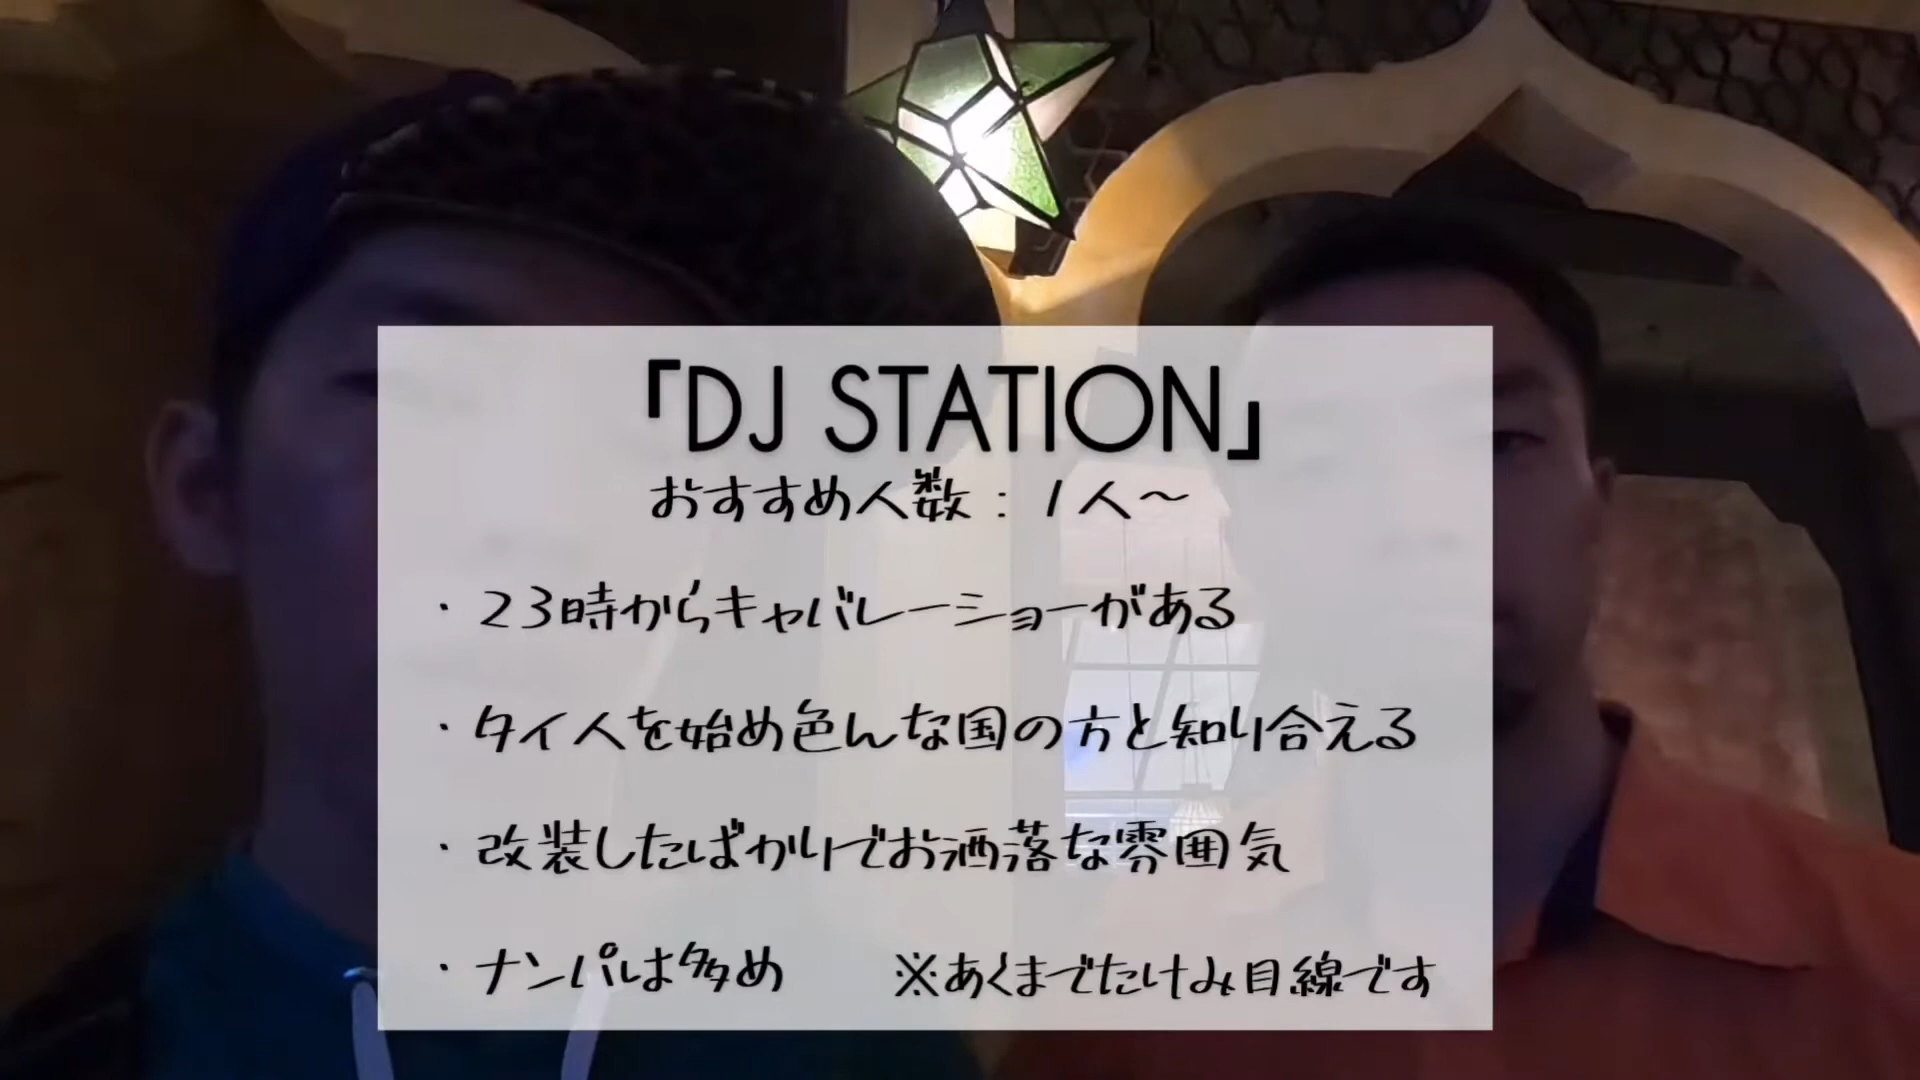 「DJ STATION」
おすすめ人数：1人〜
・23時からキャバレーショーがある
・タイ人を始め色んな国の方と知り合える
・改装したばかりでお洒落な雰囲気
・ナンパは多め　※あくまでたけみ目線です